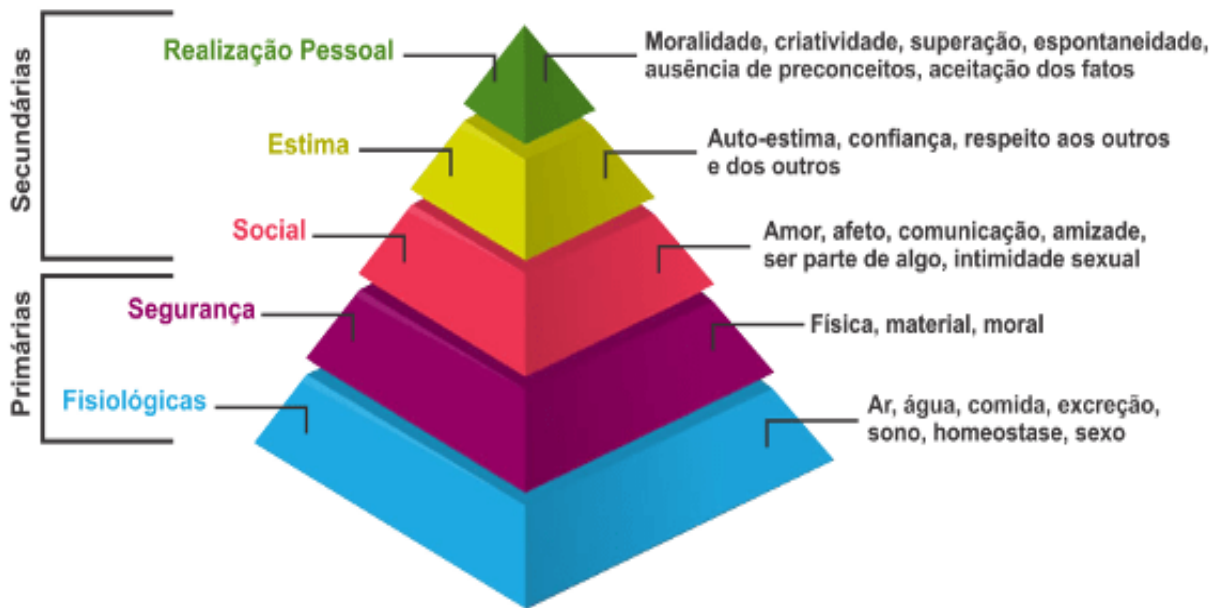 Secundárias
Realização Pessoal
Moralidade, criatividade, superação, espontaneidade,
ausência de preconceitos, aceitação dos fatos
Estima
Auto-estima, confiança, respeito aos outros
e dos outros
Social
Amor, afeto, comunicação, amizade,
ser parte de algo, intimidade sexual
Primárias
Segurança
Física, material, moral
Fisiológicas
Ar, água, comida, excreção,
sono, homeostase, sexo